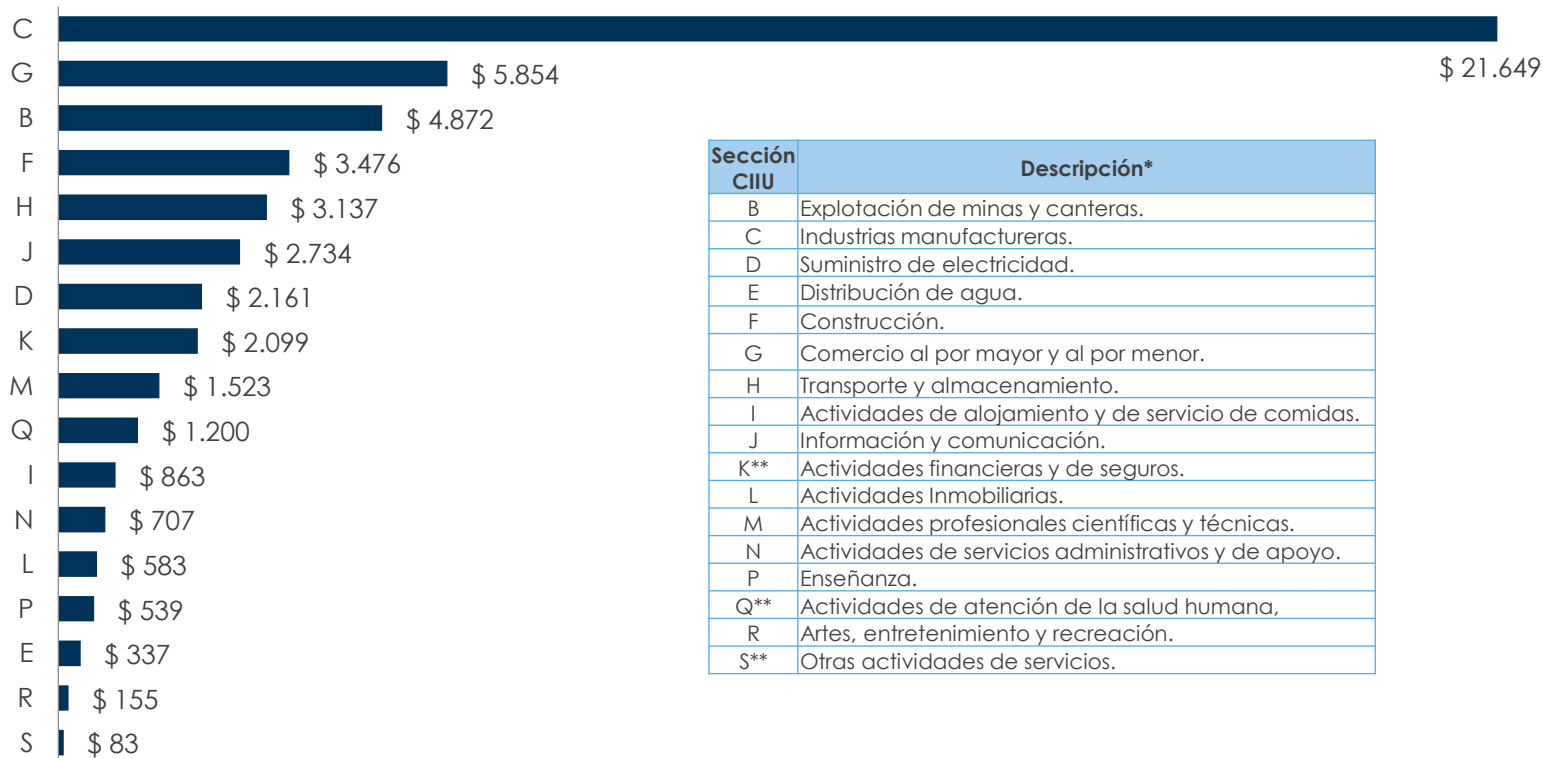 C
$ 21.649
G
$ 5.854
B
$ 4.872
F
$ 3.476
H
$ 3.137
J
$ 2.734
D
$ 2.161
K
$ 2.099
M
$ 1.523
Q
$ 1.200
I
$ 863
N
$ 707
L
$ 583
P
$ 539
E
$ 337
R
$ 155
S
$ 83
Sección
CIIU
Descripción*
B Explotación de minas y canteras.
C Industrias manufactureras.
D Suministro de electricidad.
E Distribución de agua.
F Construcción.
G Comercio al por mayor y al por menor.
H Transporte y almacenamiento.
I Actividades de alojamiento y de servicio de comidas.
J Información y comunicación.
K** Actividades financieras y de seguros.
L Actividades Inmobiliarias.
M Actividades profesionales científicas y técnicas.
N Actividades de servicios administrativos y de apoyo.
P Enseñanza.
Q** Actividades de atención de la salud humana,
R Artes, entretenimiento y recreación.
S** Otras actividades de servicios.